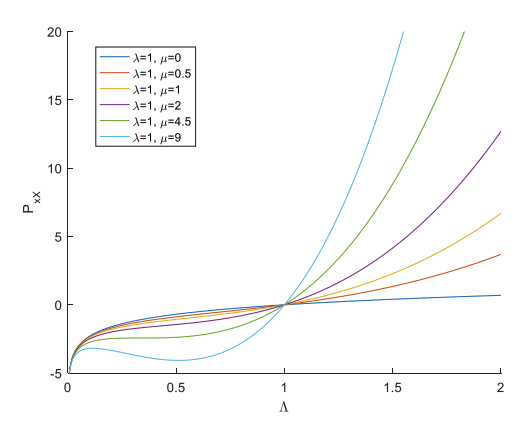 20
15
10
5
0
-5
λ=1, μ=0
λ=1, μ=0.5
λ=1, μ=1
λ=1, μ=2
λ=1, μ=4.5
λ=1, μ=9
P_xX
0 0.5 1 1.5 2
Λ